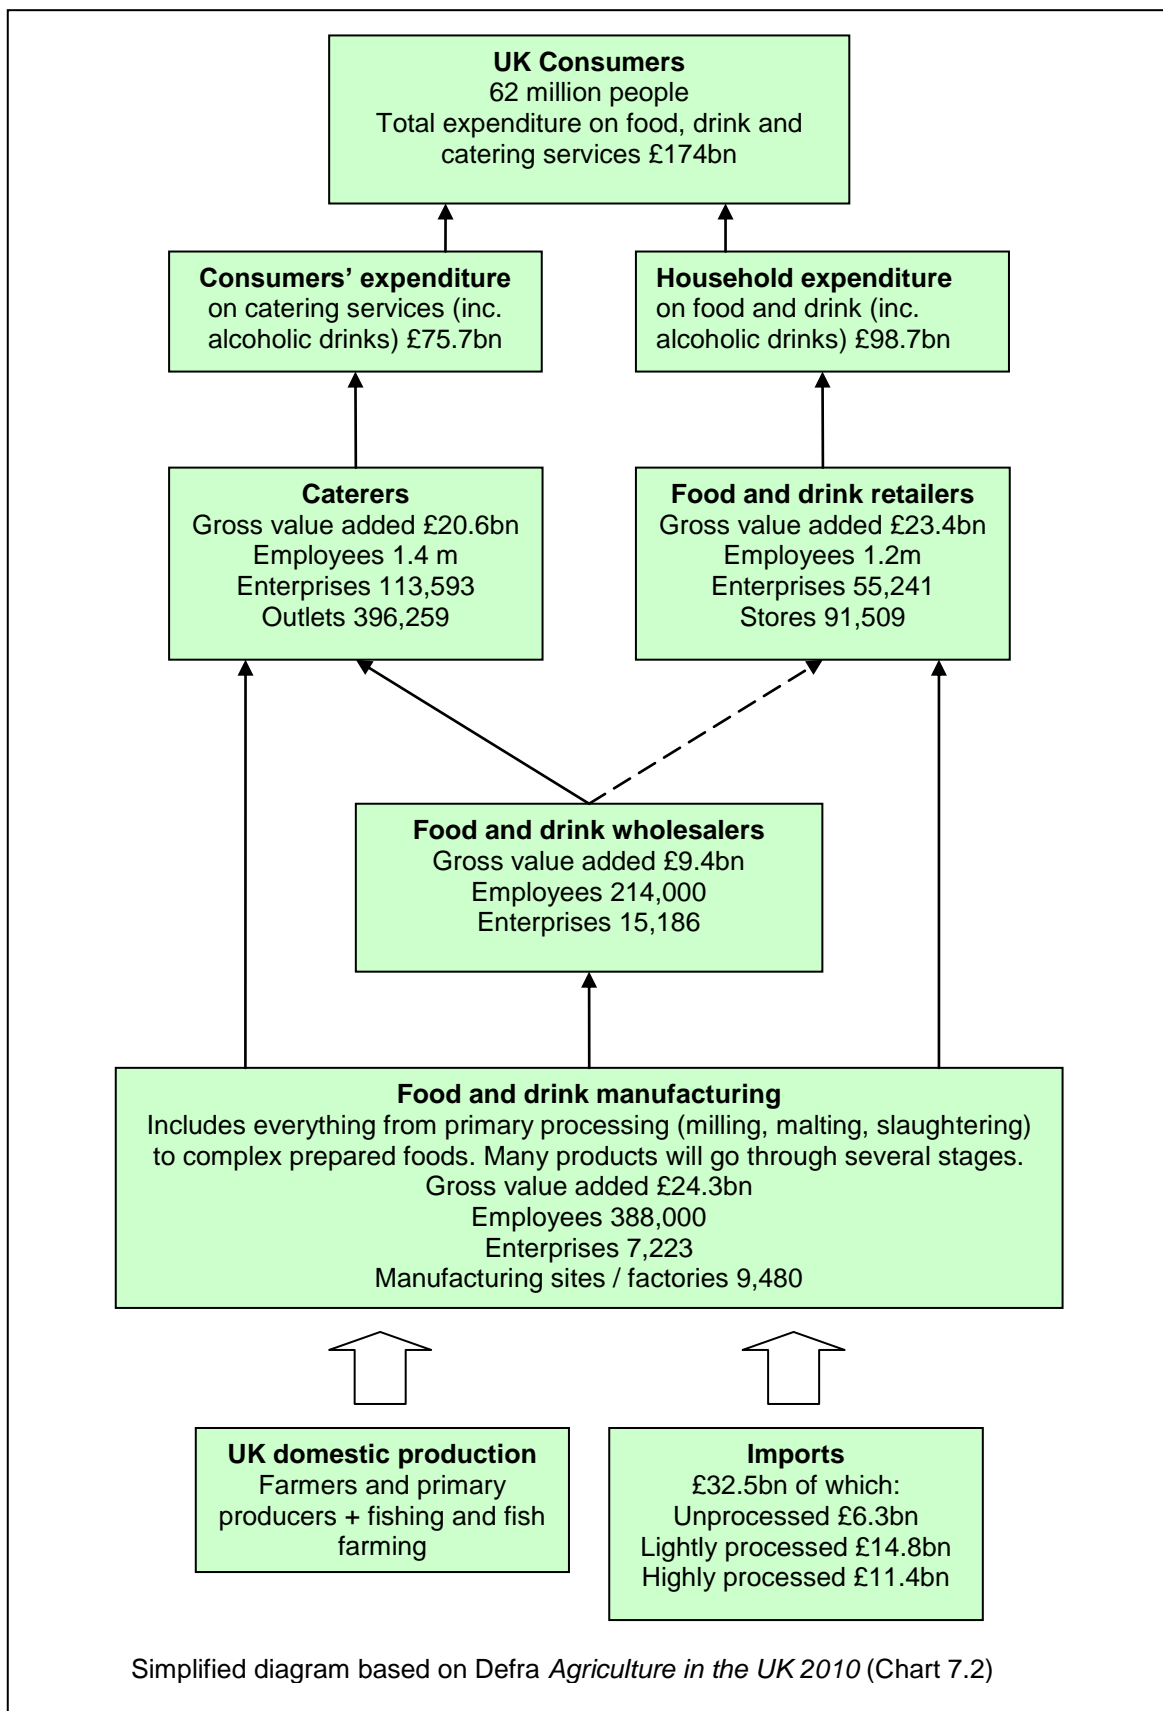 UK Consumers
62 million people
Total expenditure on food, drink and
catering services £174bn
Consumers’ expenditure
on catering services (inc.
alcoholic drinks) £75.7bn
Household expenditure
on food and drink (inc.
alcoholic drinks) £98.7bn
Caterers
Gross value added £20.6bn
Employees 1.4 m
Enterprises 113,593
Outlets 396,259
Food and drink retailers
Gross value added £23.4bn
Employees 1.2m
Enterprises 55,241
Stores 91,509
Food and drink wholesalers
Gross value added £9.4bn
Employees 214,000
Enterprises 15,186
Food and drink manufacturing
Includes everything from primary processing (milling, malting, slaughtering)
to complex prepared foods. Many products will go through several stages.
Gross value added £24.3bn
Employees 388,000
Enterprises 7,223
Manufacturing sites / factories 9,480
UK domestic production
Farmers and primary
producers + fishing and fish
farming
Imports
£32.5bn of which:
Unprocessed £6.3bn
Lightly processed £14.8bn
Highly processed £11.4bn
Simplified diagram based on Defra Agriculture in the UK 2010 (Chart 7.2)